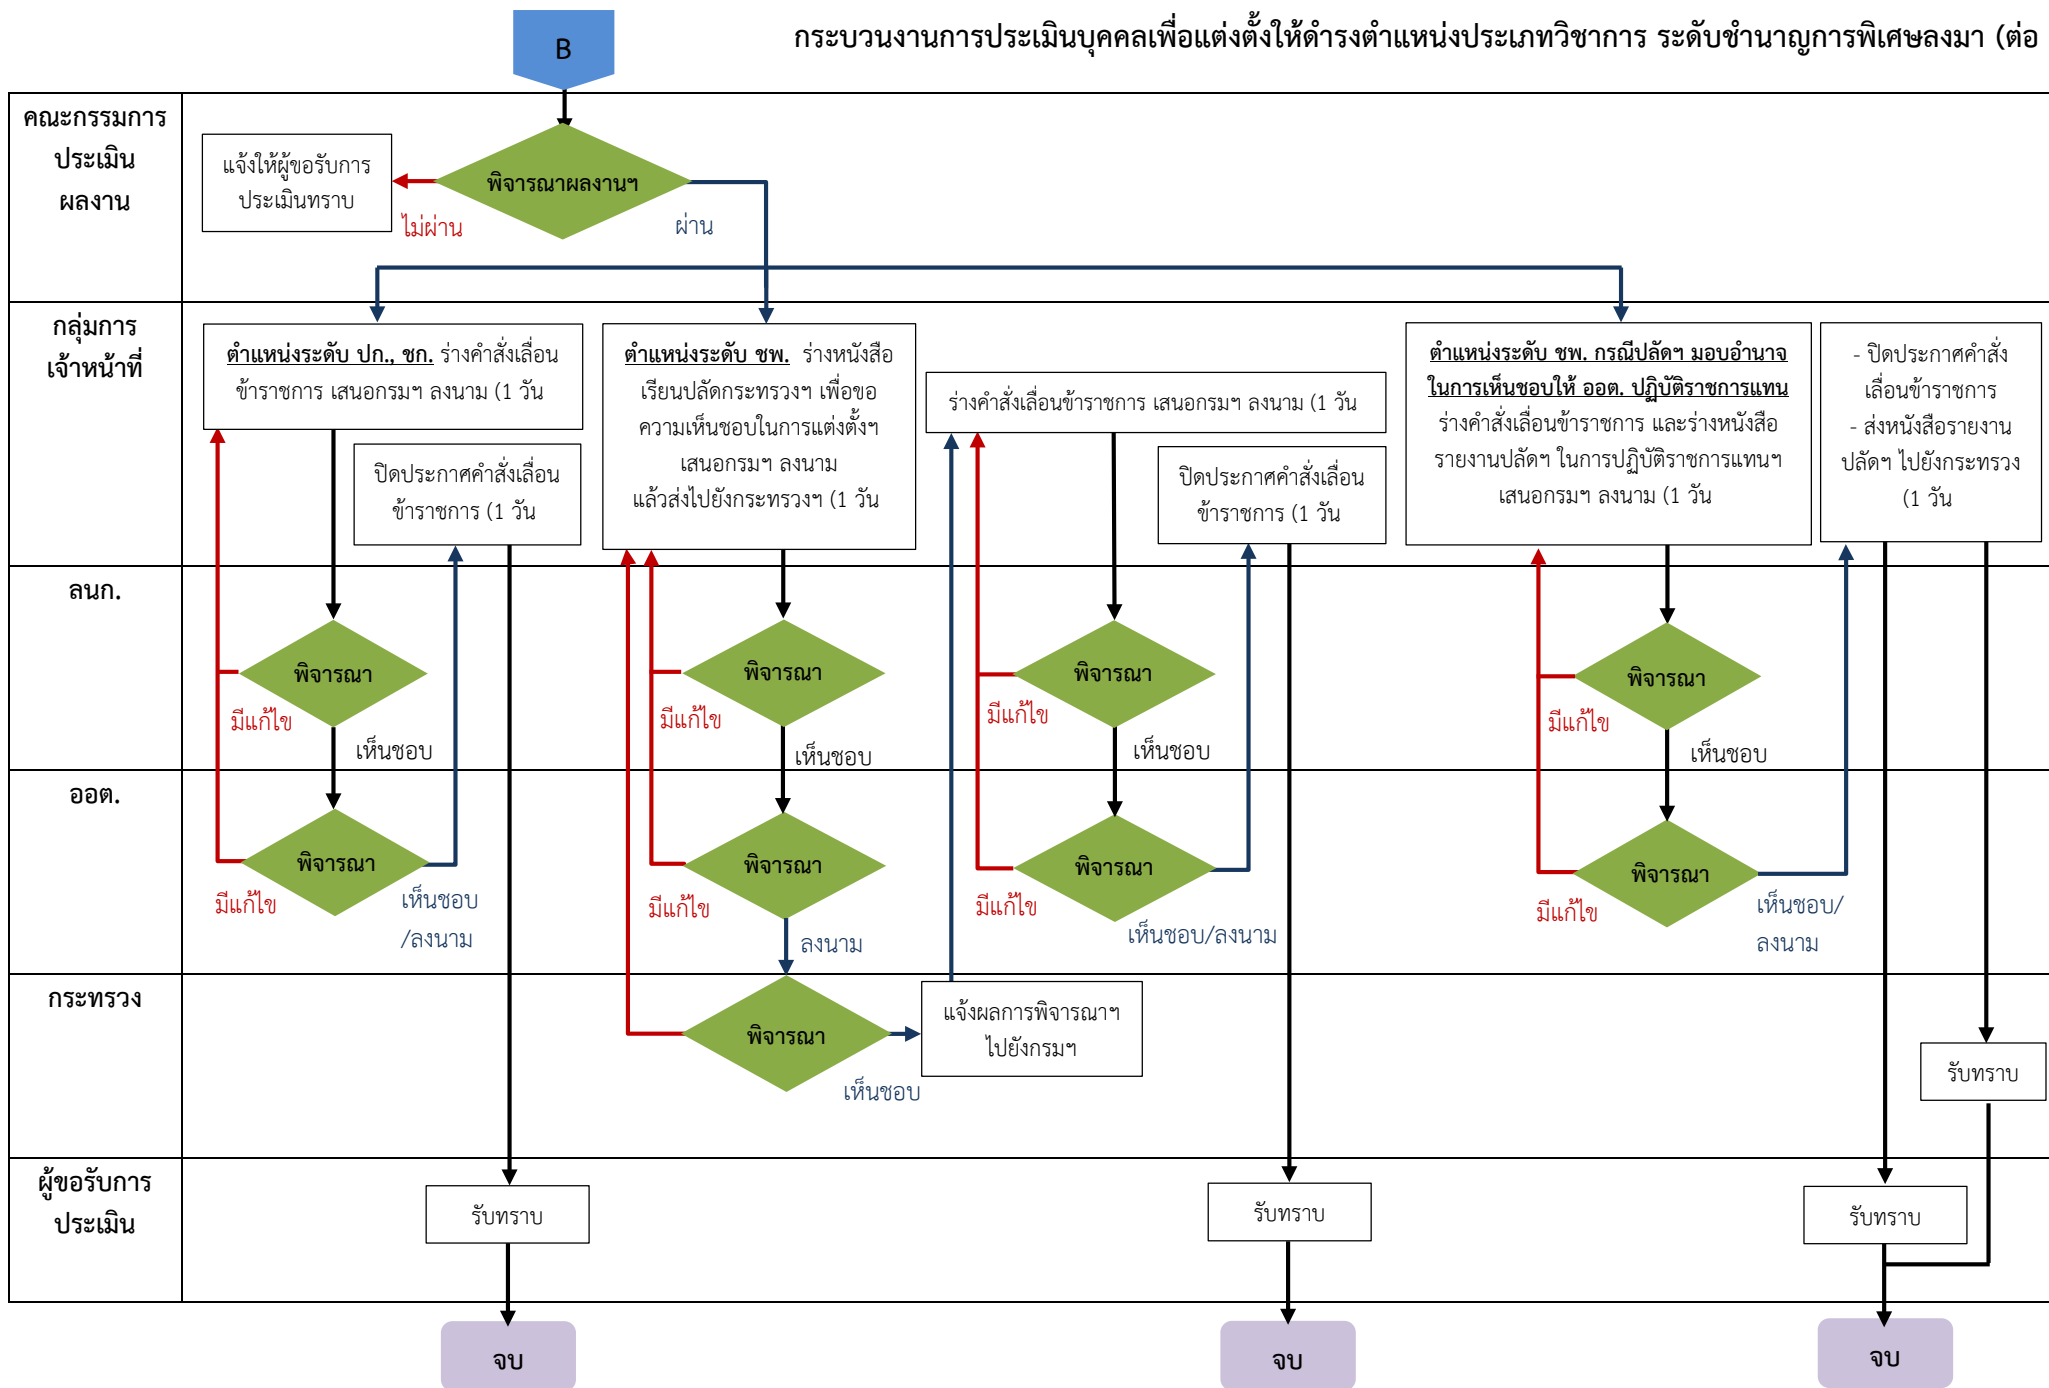 B
กระบวนงานการประเมินบุคคลเพื่อแต่งตั้งให้ดำรงตำแหน่งประเภทวิชาการ ระดับชำนาญการพิเศษลงมา (ต่อ
คณะกรรมการ
ประเมิน
ผลงาน
แจ้งให้ผู้ขอรับการ
ประเมินทราบ
พิจารณาผลงานฯ
ไม่ผ่าน
ผ่าน
กลุ่มการ
เจ้าหน้าที่
ตำแหน่งระดับ ปก., ชก. ร่างคำสั่งเลื่อน
ข้าราชการ เสนอกรมฯ ลงนาม (1 วัน
ปิดประกาศคำสั่งเลื่อน
ข้าราชการ (1 วัน
ตำแหน่งระดับ ชพ. ร่างหนังสือ
เรียนปลัดกระทรวงฯ เพื่อขอ
ความเห็นชอบในการแต่งตั้งฯ
เสนอกรมฯ ลงนาม
แล้วส่งไปยังกระทรวงฯ (1 วัน
ร่างคำสั่งเลื่อนข้าราชการ เสนอกรมฯ ลงนาม (1 วัน
ปิดประกาศคำสั่งเลื่อน
ข้าราชการ (1 วัน
ตำแหน่งระดับ ชพ. กรณีปลัดฯ มอบอำนาจ
ในการเห็นชอบให้ ออต. ปฏิบัติราชการแทน
ร่างคำสั่งเลื่อนข้าราชการ และร่างหนังสือ
รายงานปลัดฯ ในการปฏิบัติราชการแทนฯ
เสนอกรมฯ ลงนาม (1 วัน
- ปิดประกาศคำสั่ง
เลื่อนข้าราชการ
- ส่งหนังสือรายงาน
ปลัดฯ ไปยังกระทรวง
(1 วัน
ลนก.
พิจารณา
พิจารณา
พิจารณา
พิจารณา
มีแก้ไข
มีแก้ไข
มีแก้ไข
มีแก้ไข
เห็นชอบ
เห็นชอบ
เห็นชอบ
เห็นชอบ
ออต.
พิจารณา
พิจารณา
พิจารณา
พิจารณา
มีแก้ไข
เห็นชอบ
/ลงนาม
มีแก้ไข
ลงนาม
มีแก้ไข
เห็นชอบ/ลงนาม
มีแก้ไข
เห็นชอบ/
ลงนาม
กระทรวง
พิจารณา
เห็นชอบ
แจ้งผลการพิจารณาฯ
ไปยังกรมฯ
รับทราบ
ผู้ขอรับการ
ประเมิน
รับทราบ
รับทราบ
รับทราบ
จบ
จบ
จบ